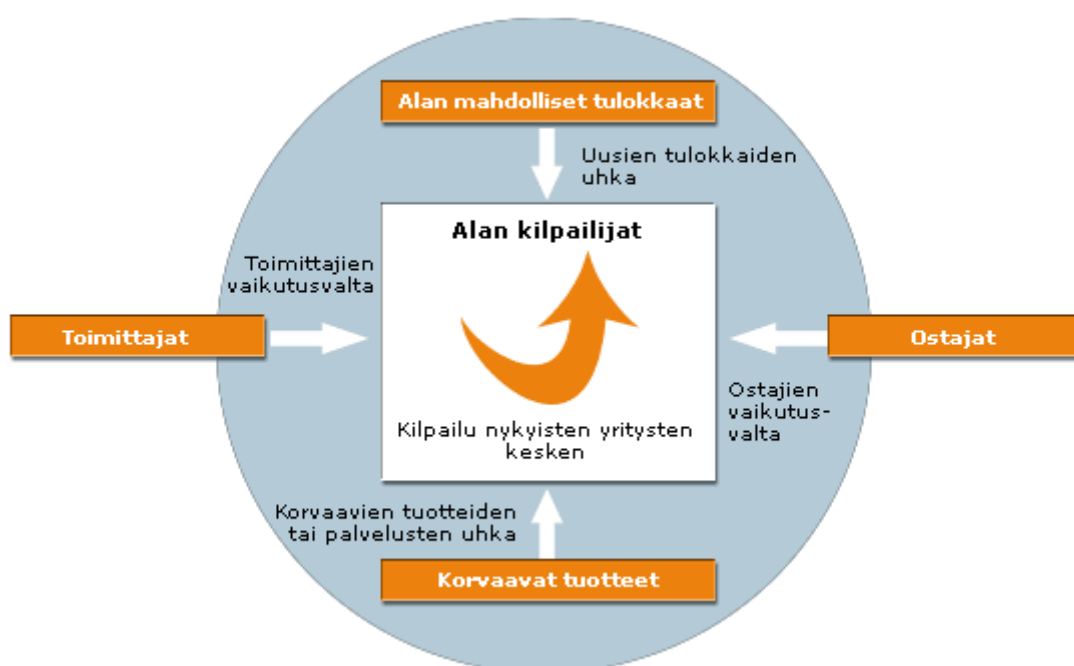 Alan mahdolliset tulokkaat
Uusien tulokkaiden
uhka
Alan kilpailijat
Toimittajien
vaikutusvalta
Toimittajat
Ostajat
Ostajien
vaikutus-
valta
Kilpailu nykyisten yritysten
kesken
Korvaavien tuotteiden
tai palvelusten uhka
Korvaavat tuotteet